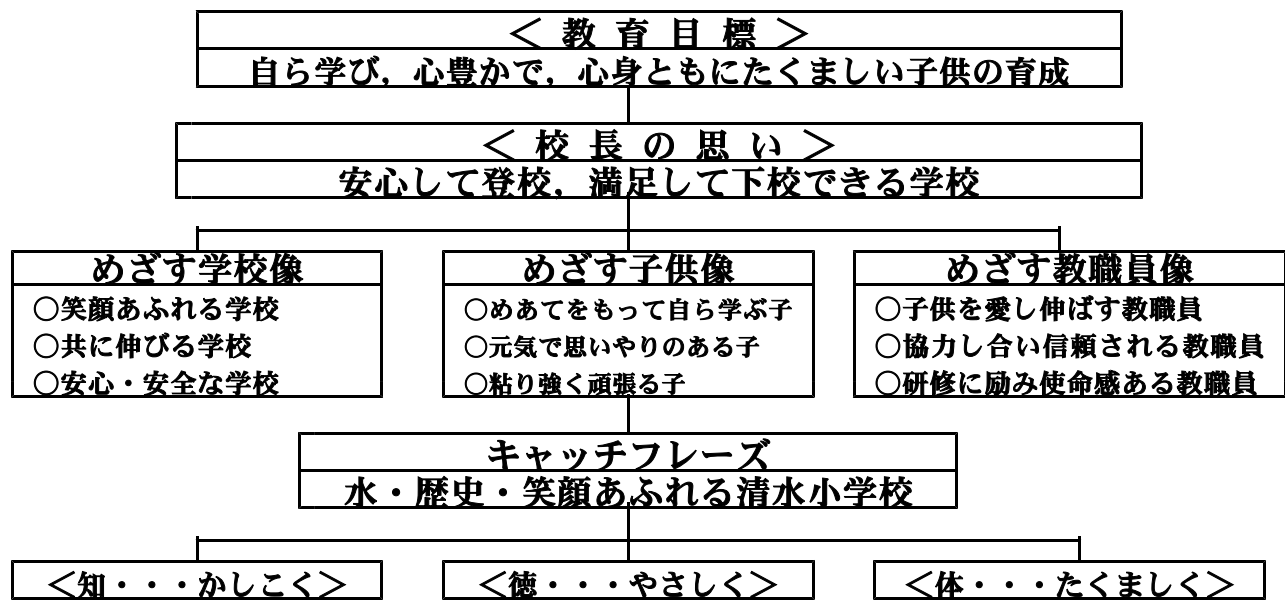 ＜ 教 育 目 標 ＞
自ら学び，心豊かで，心身ともにたくましい子供の育成
＜ 校 長 の 思 い ＞
安心して登校，満足して下校できる学校
めざす学校像
○笑顔あふれる学校
○共に伸びる学校
○安心・安全な学校
めざす子供像
○めあてをもって自ら学ぶ子
○元気で思いやりのある子
○粘り強く頑張る子
めざす教職員像
○子供を愛し伸ばす教職員
○協力し合い信頼される教職員
○研修に励み使命感ある教職員
キャッチフレーズ
水・歴史・笑顔あふれる清水小学校
＜知・・・かしこく＞
＜徳・・・やさしく＞
＜体・・・たくましく＞